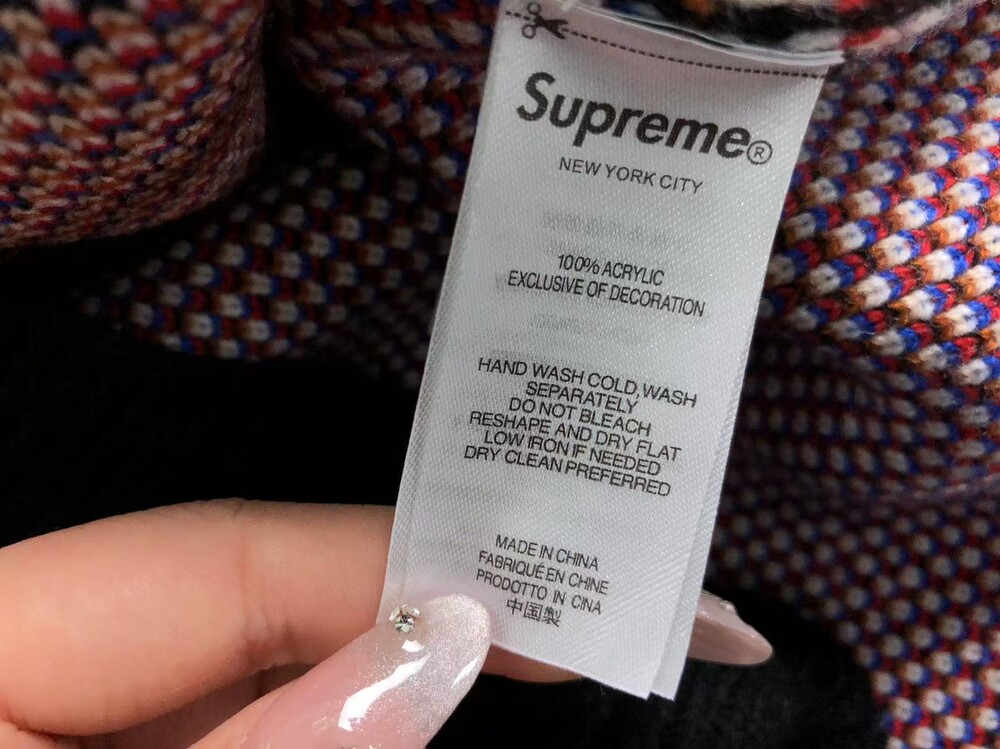 Supreme®
NEW YORK CITY
100% ACRYLIC
EXCLUSIVE OF DECORATION
HAND WASH COLD, WASH
SEPARATELY
DO NOT BLEACH
RESHAPE AND DRY FLAT
LOW IRON IF NEEDED
DRY CLEAN PREFERRED
MADE IN CHINA
FABRIQUÉ EN CHINE
PRODOTTO IN CINA
中国製